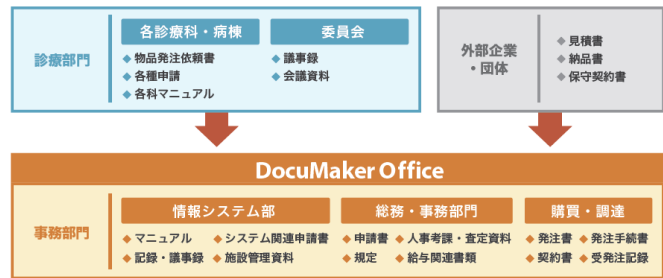 診療部門
各診療科・病棟
◆物品発注依頼書
◆各種申請
◆各科マニュアル
委員会
◆議事録
◆会議資料
外部企業
・団体
◆見積書
◆納品書
◆保守契約書
DocuMaker Office
事務部門
情報システム部
◆マニュアル ◆システム関連申請書
◆記録・議事録 ◆施設管理資料
総務・事務部門
◆申請書 ◆人事考課・査定資料
◆規定 ◆給与関連書類
購買・調達
◆発注書 ◆発注手続書
◆契約書 ◆受発注記録